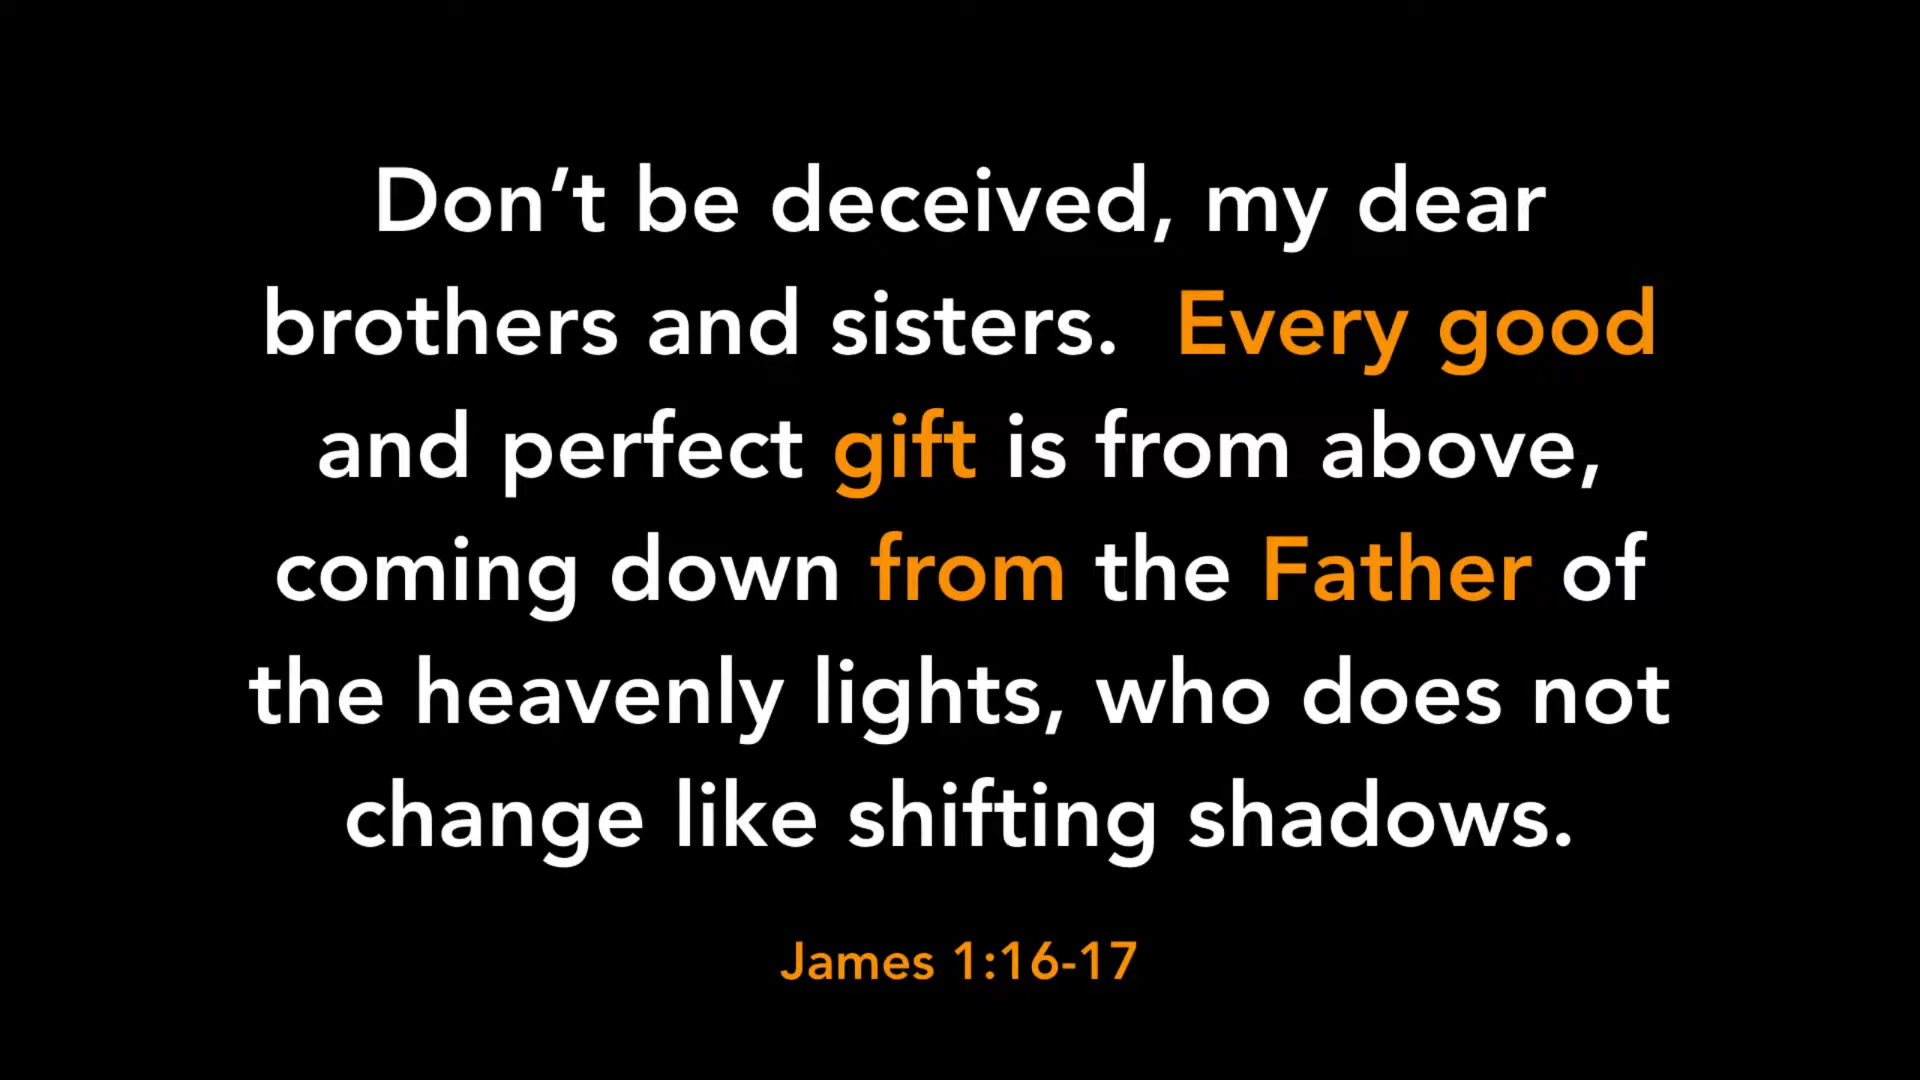 Don’t be deceived, my dear
brothers and sisters.  Every good
and perfect gift is from above,
coming down from the Father of
the heavenly lights, who does not
change like shifting shadows.
James 1:16-17